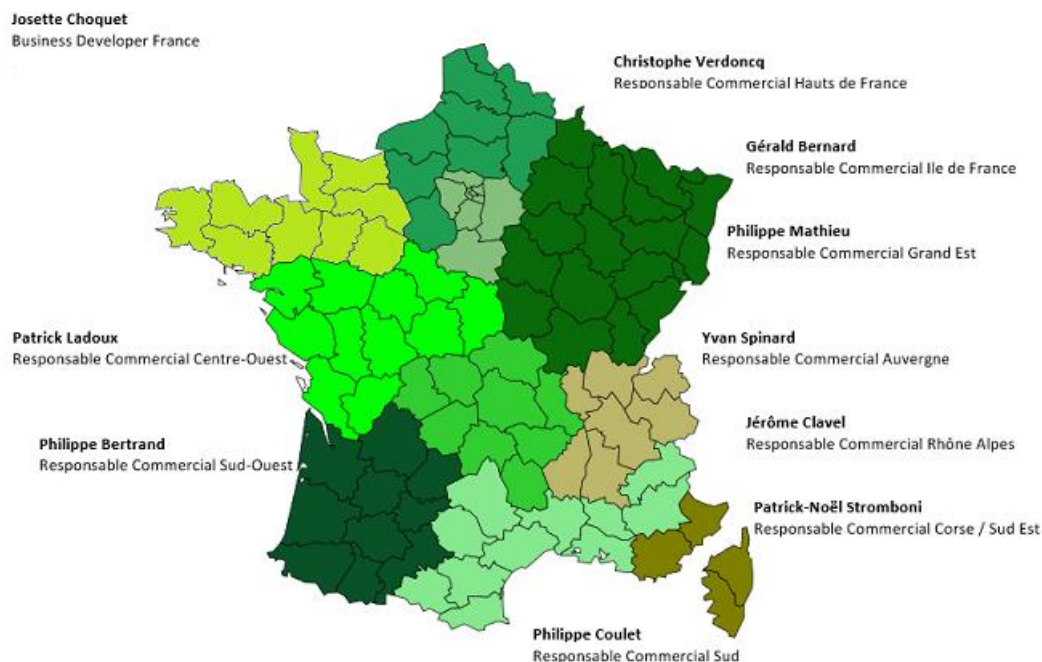 Josette Choquet
Business Developer France
Christophe Verdoncq
Responsable Commercial Hauts de France
Gérald Bernard
Responsable Commercial Ile de France
Philippe Mathieu
Responsable Commercial Grand Est
Patrick Ladoux
Responsable Commercial Centre-Ouest
Yvan Spinard
Responsable Commercial Auvergne
Philippe Bertrand
Responsable Commercial Sud-Ouest
Jérôme Clavel
Responsable Commercial Rhône Alpes
Patrick-Noël Stromboni
Responsable Commercial Corse / Sud Est
Philippe Coulet
Responsable Commercial Sud